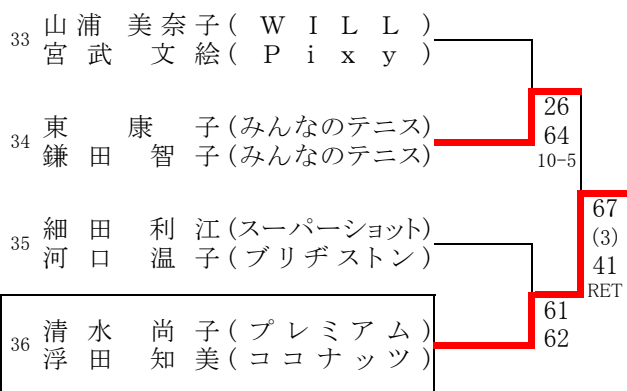 33 山浦 美奈子(WILL)
宮武 文絵(Pixy)
26
64
10-5
34 東 康子(みんなのテニス)
鎌田 智子(みんなのテニス)
67
(3)
41
RET
35 細田 利江(スーパーショット)
河口 温子(ブリヂストン)
61
62
36 清水 尚子(プレミアム)
浮田 知美(ココナッツ)